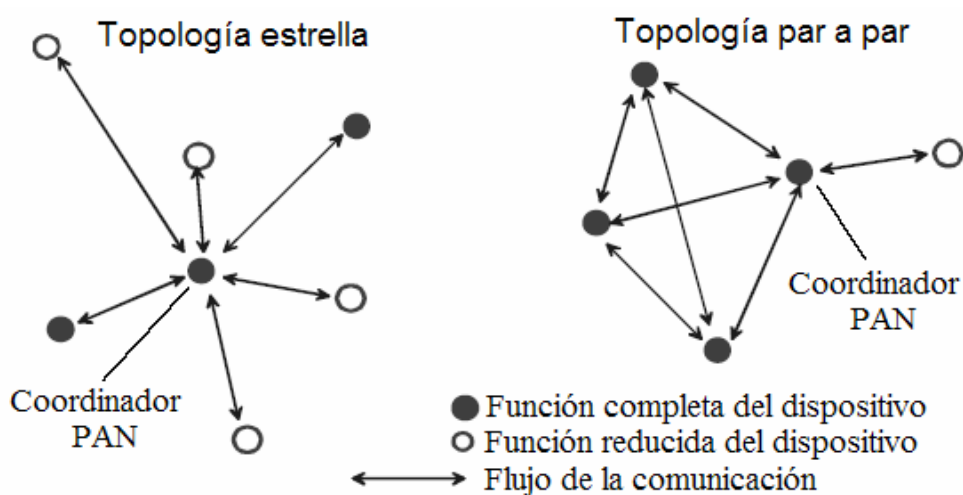 Topología estrella
Topología par a par
Coordinador
PAN
Coordinador
PAN
Función completa del dispositivo
Función reducida del dispositivo
Flujo de la comunicación